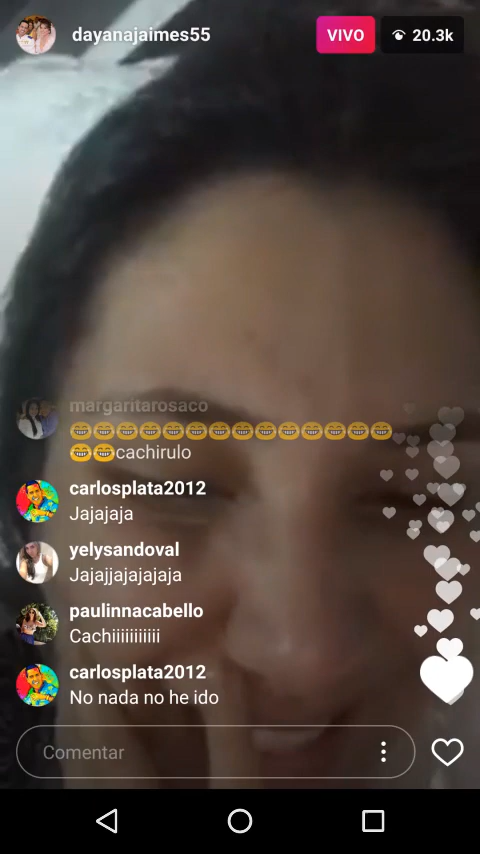 dayanajaimes55
VIVO
20.3k
margaritarosaco
😂😂😂😂😂😂😂😂😂😂😂😂😂😂
😂😂cachirulo
carlosplata2012
Jajajaja
yelysandoval
Jajajjajajajaja
paulinnacabello
Cachiiiiiiiiiii
carlosplata2012
No nada no he ido
Comentar